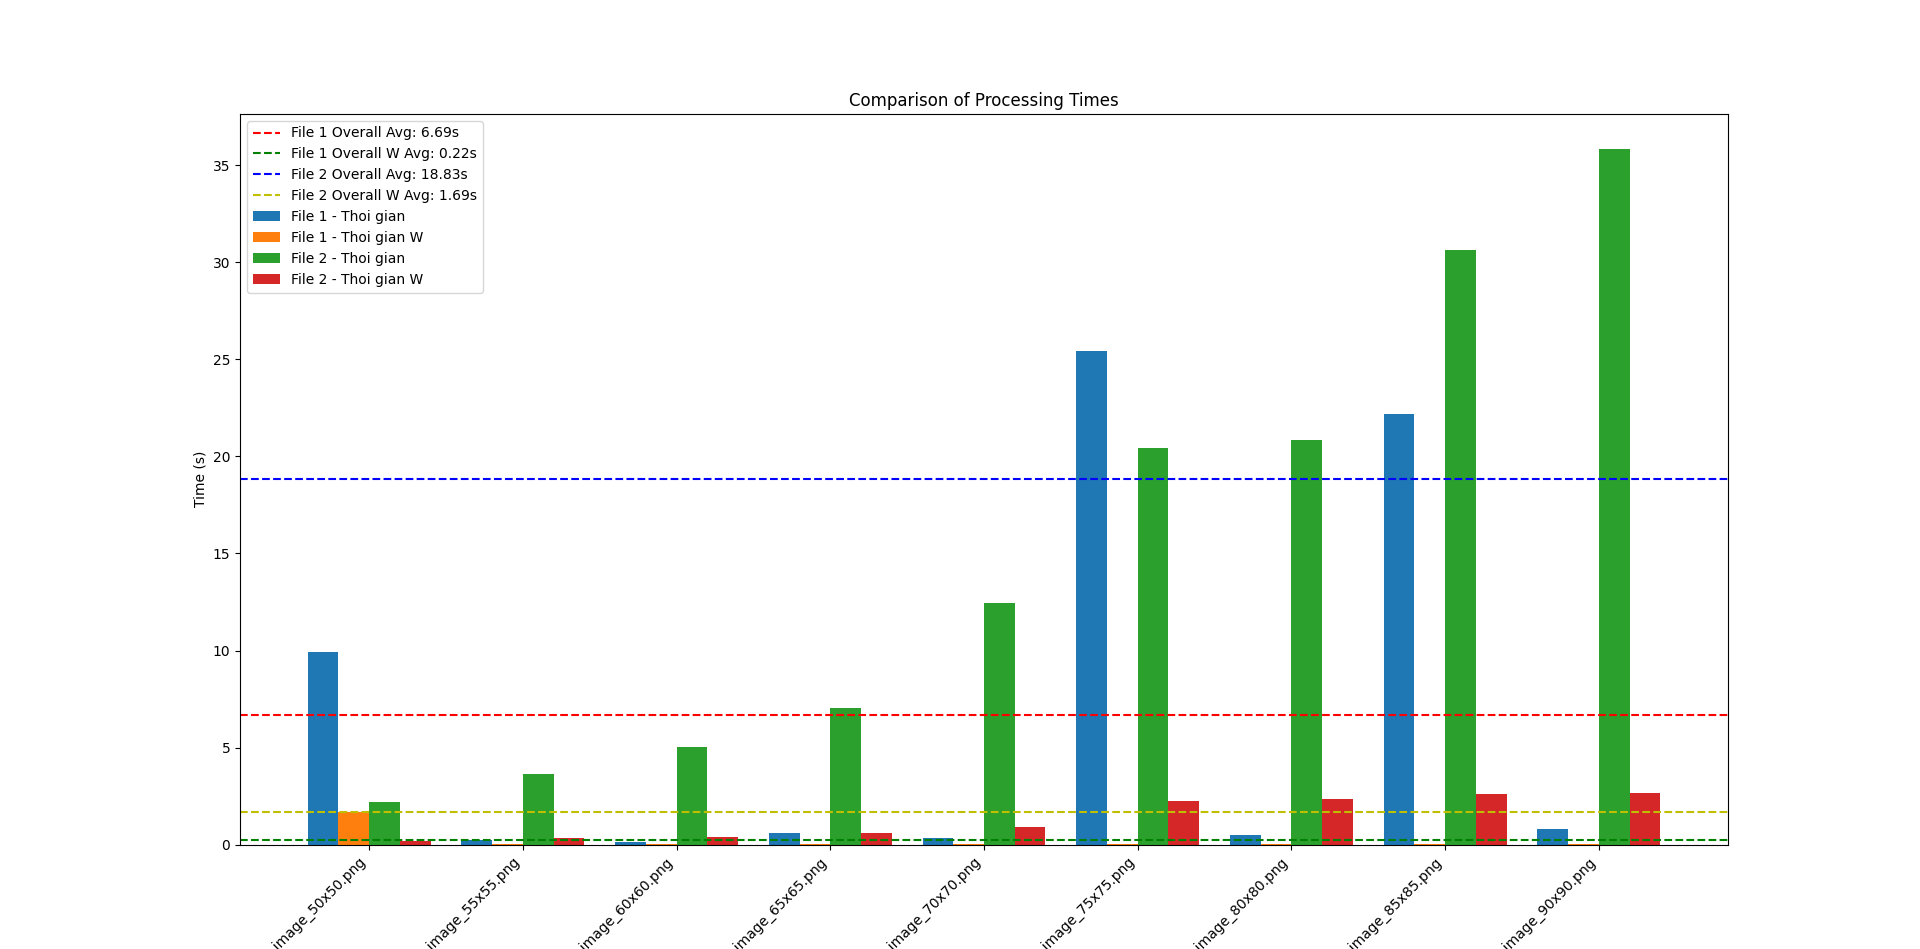 Comparison of Processing Times
File 1 Overall Avg: 6.69s
File 1 Overall W Avg: 0.22s
File 2 Overall Avg: 18.83s
File 2 Overall W Avg: 1.69s
File 1 - Thoi gian
File 1 - Thoi gian W
File 2 - Thoi gian
File 2 - Thoi gian W
Time (s)
35
30
25
20
15
10
5
0
image_50x50.png
image_55x55.png
image_60x60.png
image_65x65.png
image_70x70.png
image_75x75.png
image_80x80.png
image_85x85.png
image_90x90.png